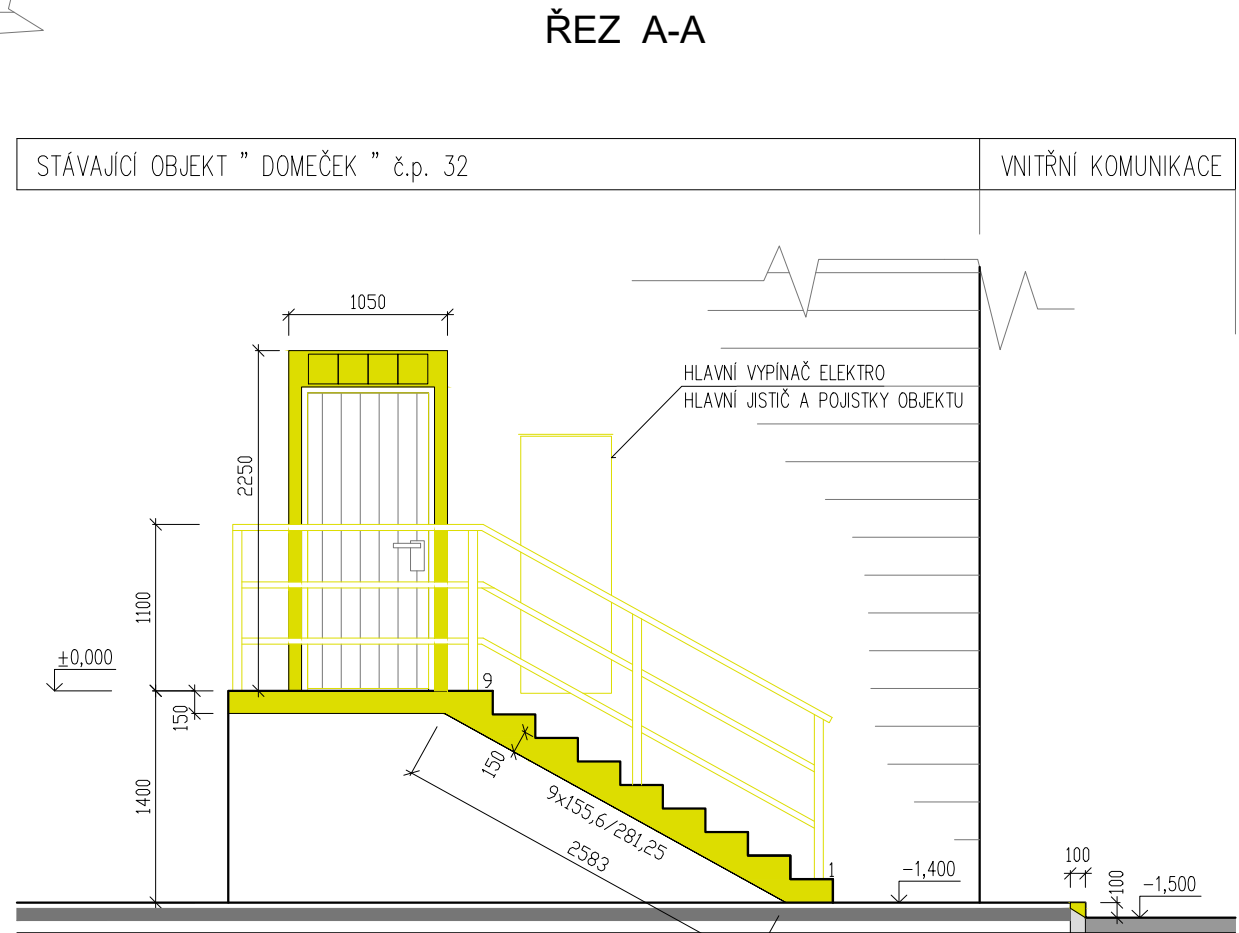 ŘEZ A-A
STÁVAJÍCÍ OBJEKT " DOMEČEK " č.p. 32
VNITŘNÍ KOMUNIKACE
1050
HLAVNÍ VYPÍNAČ ELEKTRO
HLAVNÍ JISTIČ A POJISTKY OBJEKTU
2250
1100
±0,000
9
150
150
1400
9x155,6/281,25
2583
1
-1,400
100
100
-1,500